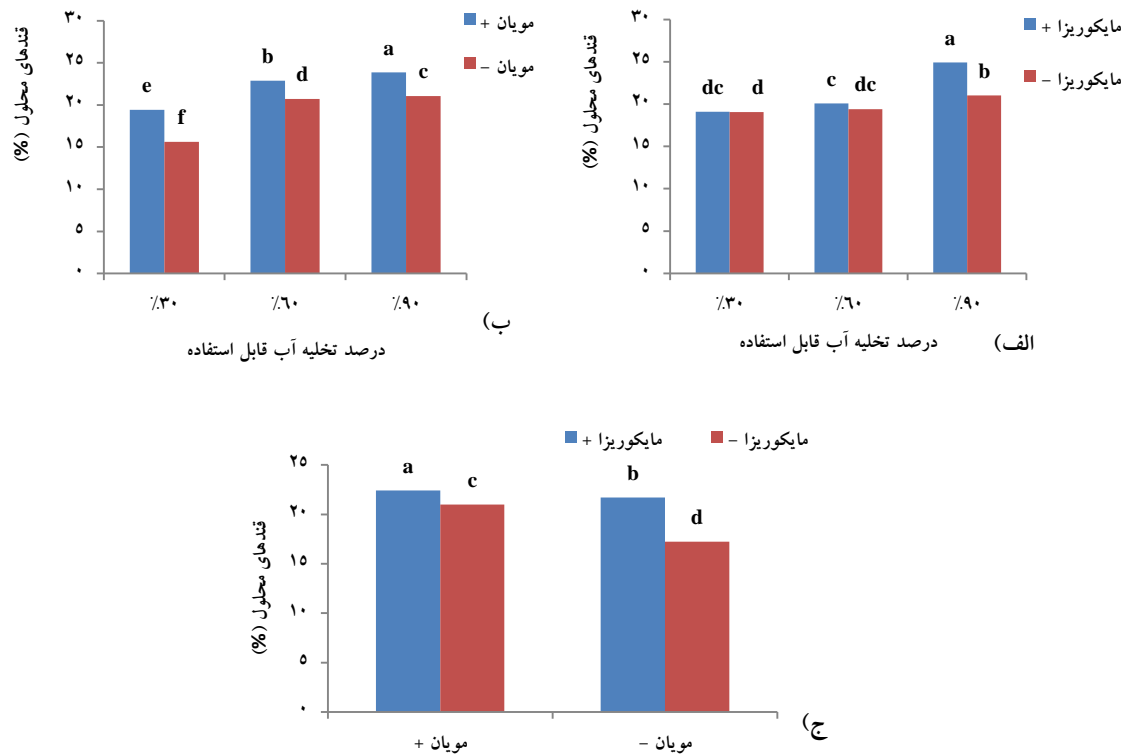 مایکوریزا +
مایکوریزا −
قندهای محلول (%)
۳۰
۲۵
۲۰
۱۵
۱۰
۵
۰
dc d c dc a b
٪۳۰ ٪۶۰ ٪۹۰
درصد تخلیه آب قابل استفاده
الف)
مویان +
مویان −
قندهای محلول (%)
۳۰
۲۵
۲۰
۱۵
۱۰
۵
۰
e f b d a c
٪۳۰ ٪۶۰ ٪۹۰
درصد تخلیه آب قابل استفاده
ب)
مایکوریزا + مایکوریزا −
قندهای محلول (%)
۲۵
۲۰
۱۵
۱۰
۵
۰
a c b d
مویان + مویان −
ج)